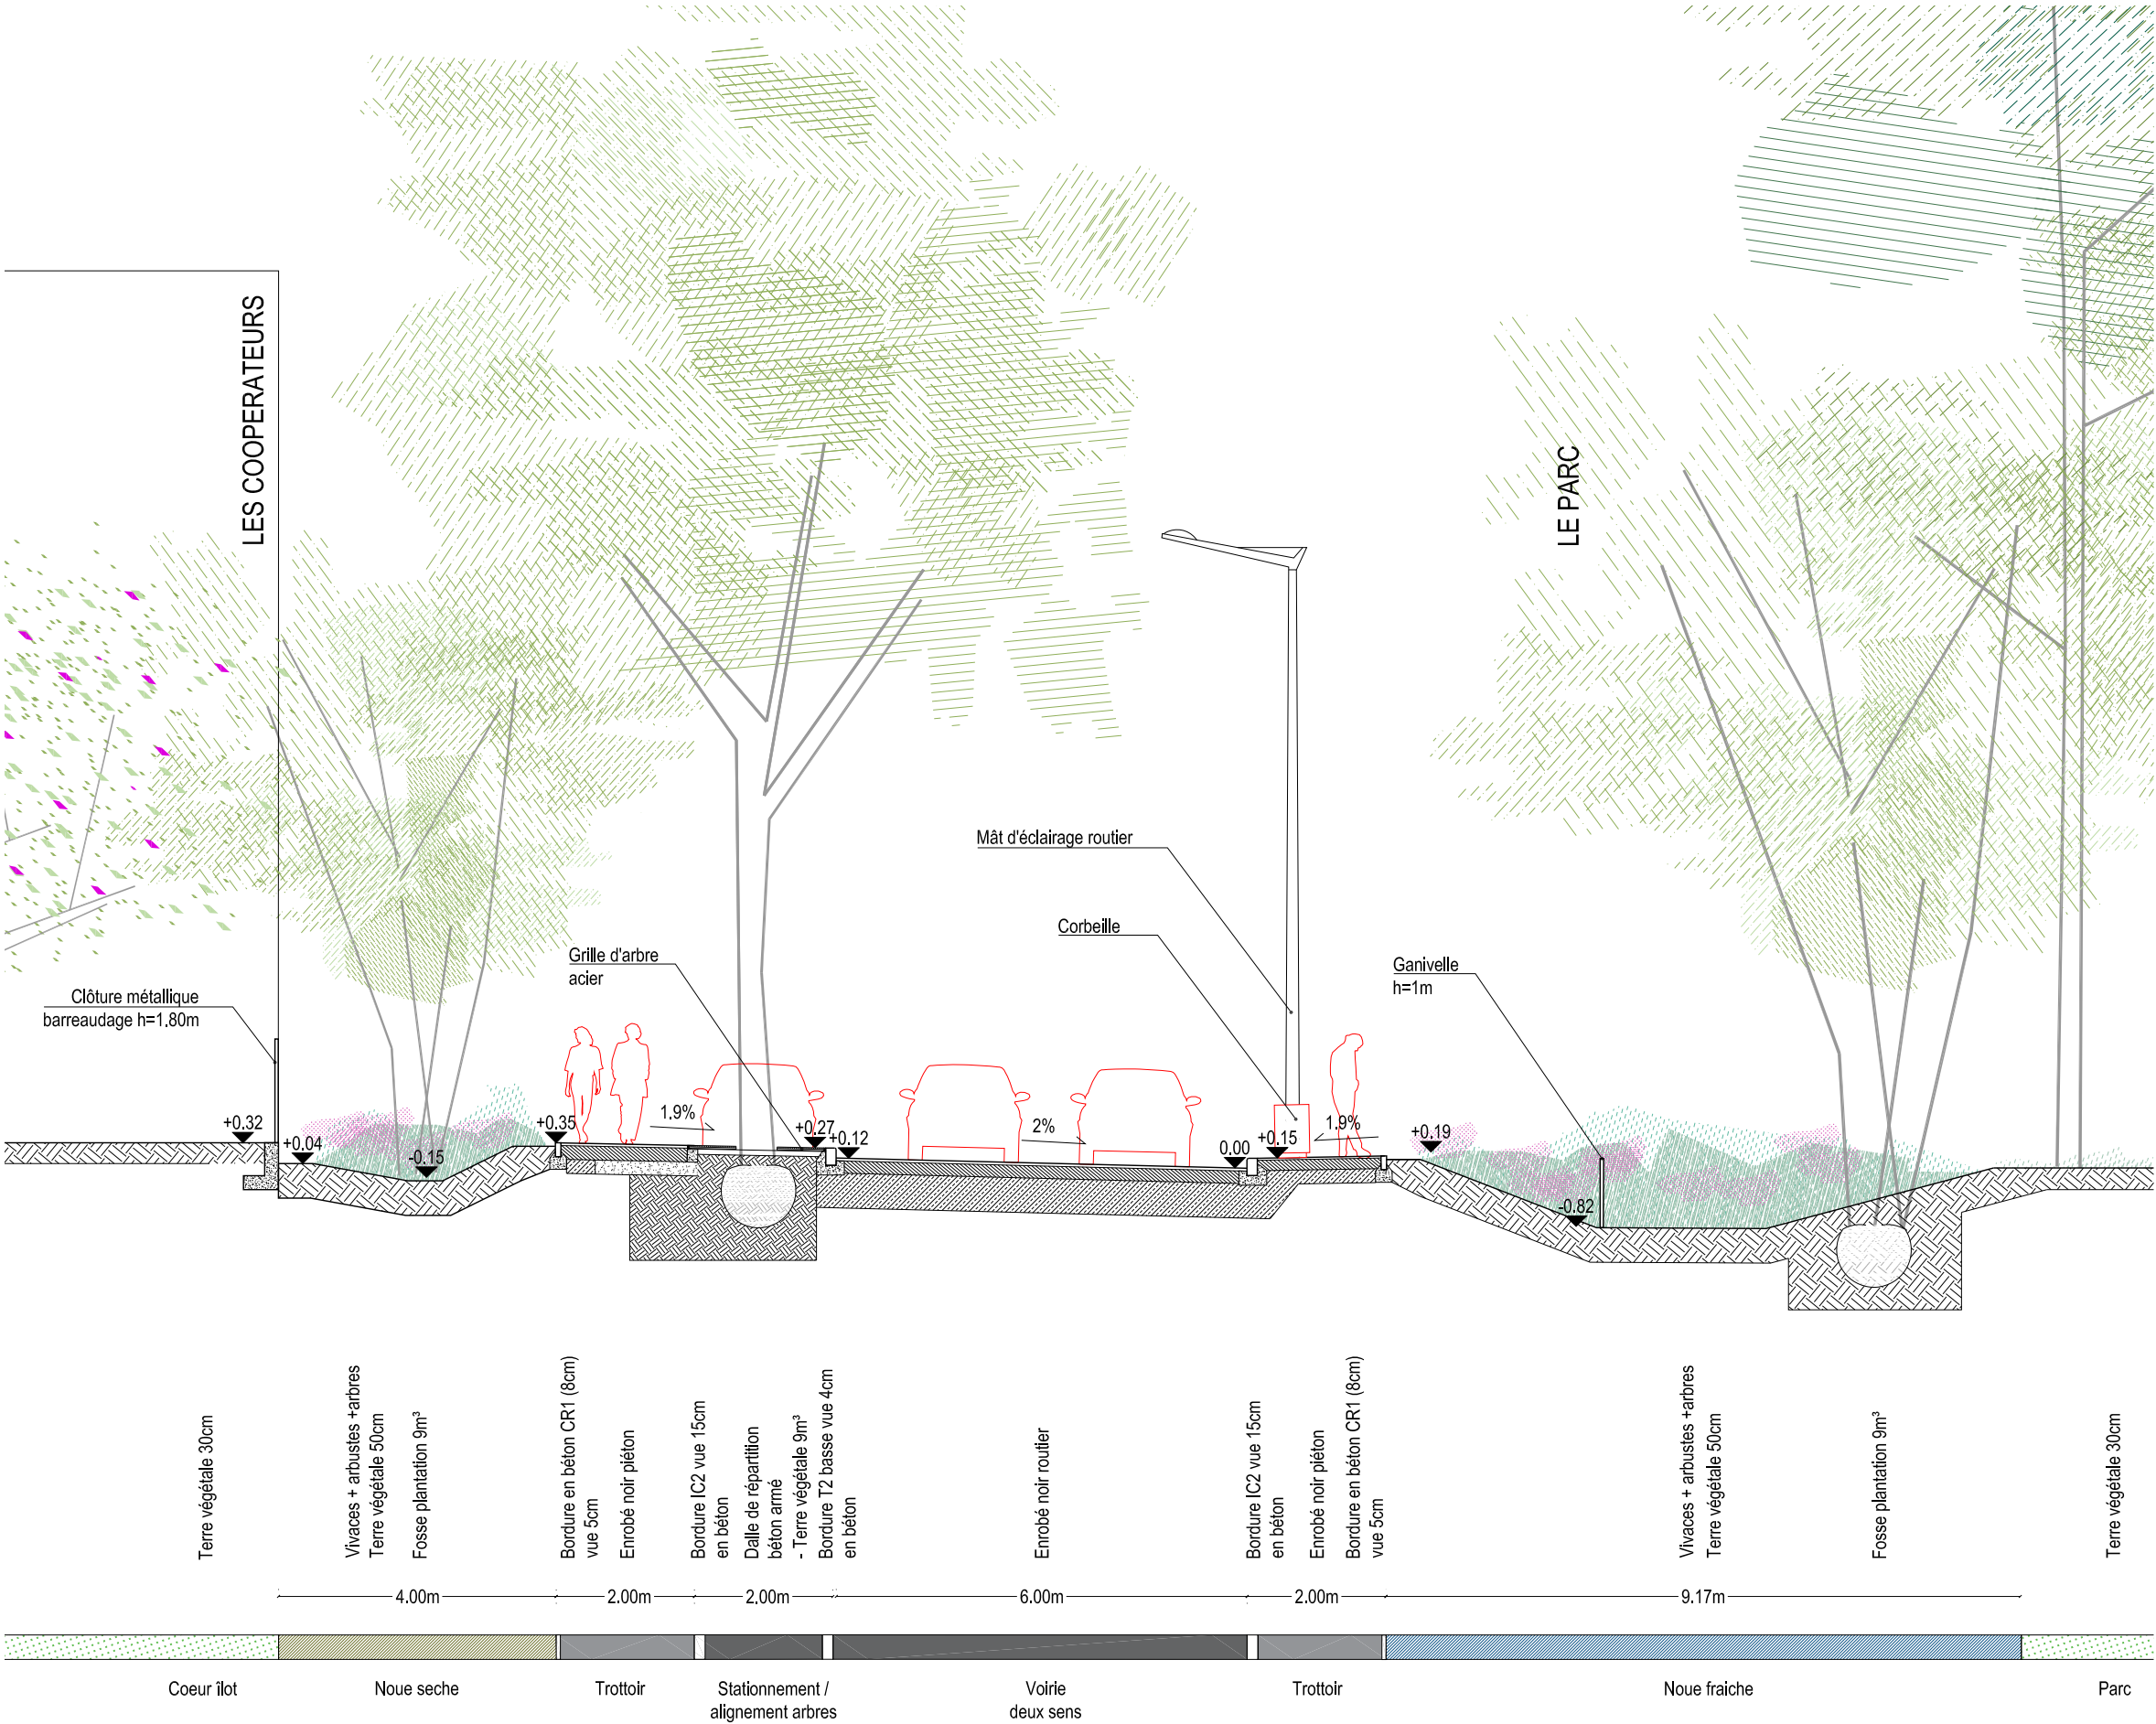 LES COOPERATEURS
LE PARC
Mât d'éclairage routier
Corbeille
Grille d'arbre
acier
Ganivelle
h=1m
Clôture métallique
barreaudage h=1,80m
+0.32
+0.04
-0.15
+0.35
1.9%
+0.27
+0.12
2%
0.00
+0.15
1.9%
+0.19
-0.82
Terre végétale 30cm
Vivaces + arbustes +arbres
Terre végétale 50cm
Fosse plantation 9m³
Bordure en béton CR1 (8cm)
vue 5cm
Enrobé noir piéton
Bordure IC2 vue 15cm
en béton
Dalle de répartition
béton armé
- Terre végétale 9m³
Bordure T2 basse vue 4cm
en béton
Enrobé noir routier
Bordure IC2 vue 15cm
en béton
Enrobé noir piéton
Bordure en béton CR1 (8cm)
vue 5cm
Vivaces + arbustes +arbres
Terre végétale 50cm
Fosse plantation 9m³
Terre végétale 30cm
4.00m
2.00m
2.00m
6.00m
2.00m
9.17m
Coeur îlot
Noue seche
Trottoir
Stationnement /
alignement arbres
Voirie
deux sens
Trottoir
Noue fraiche
Parc